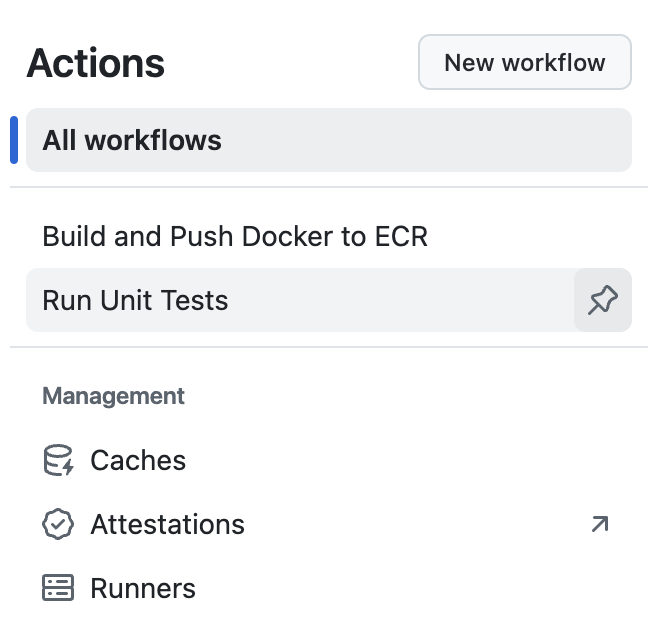 Actions
New workflow
All workflows
Build and Push Docker to ECR
Run Unit Tests
Management
Caches
Attestations
Runners